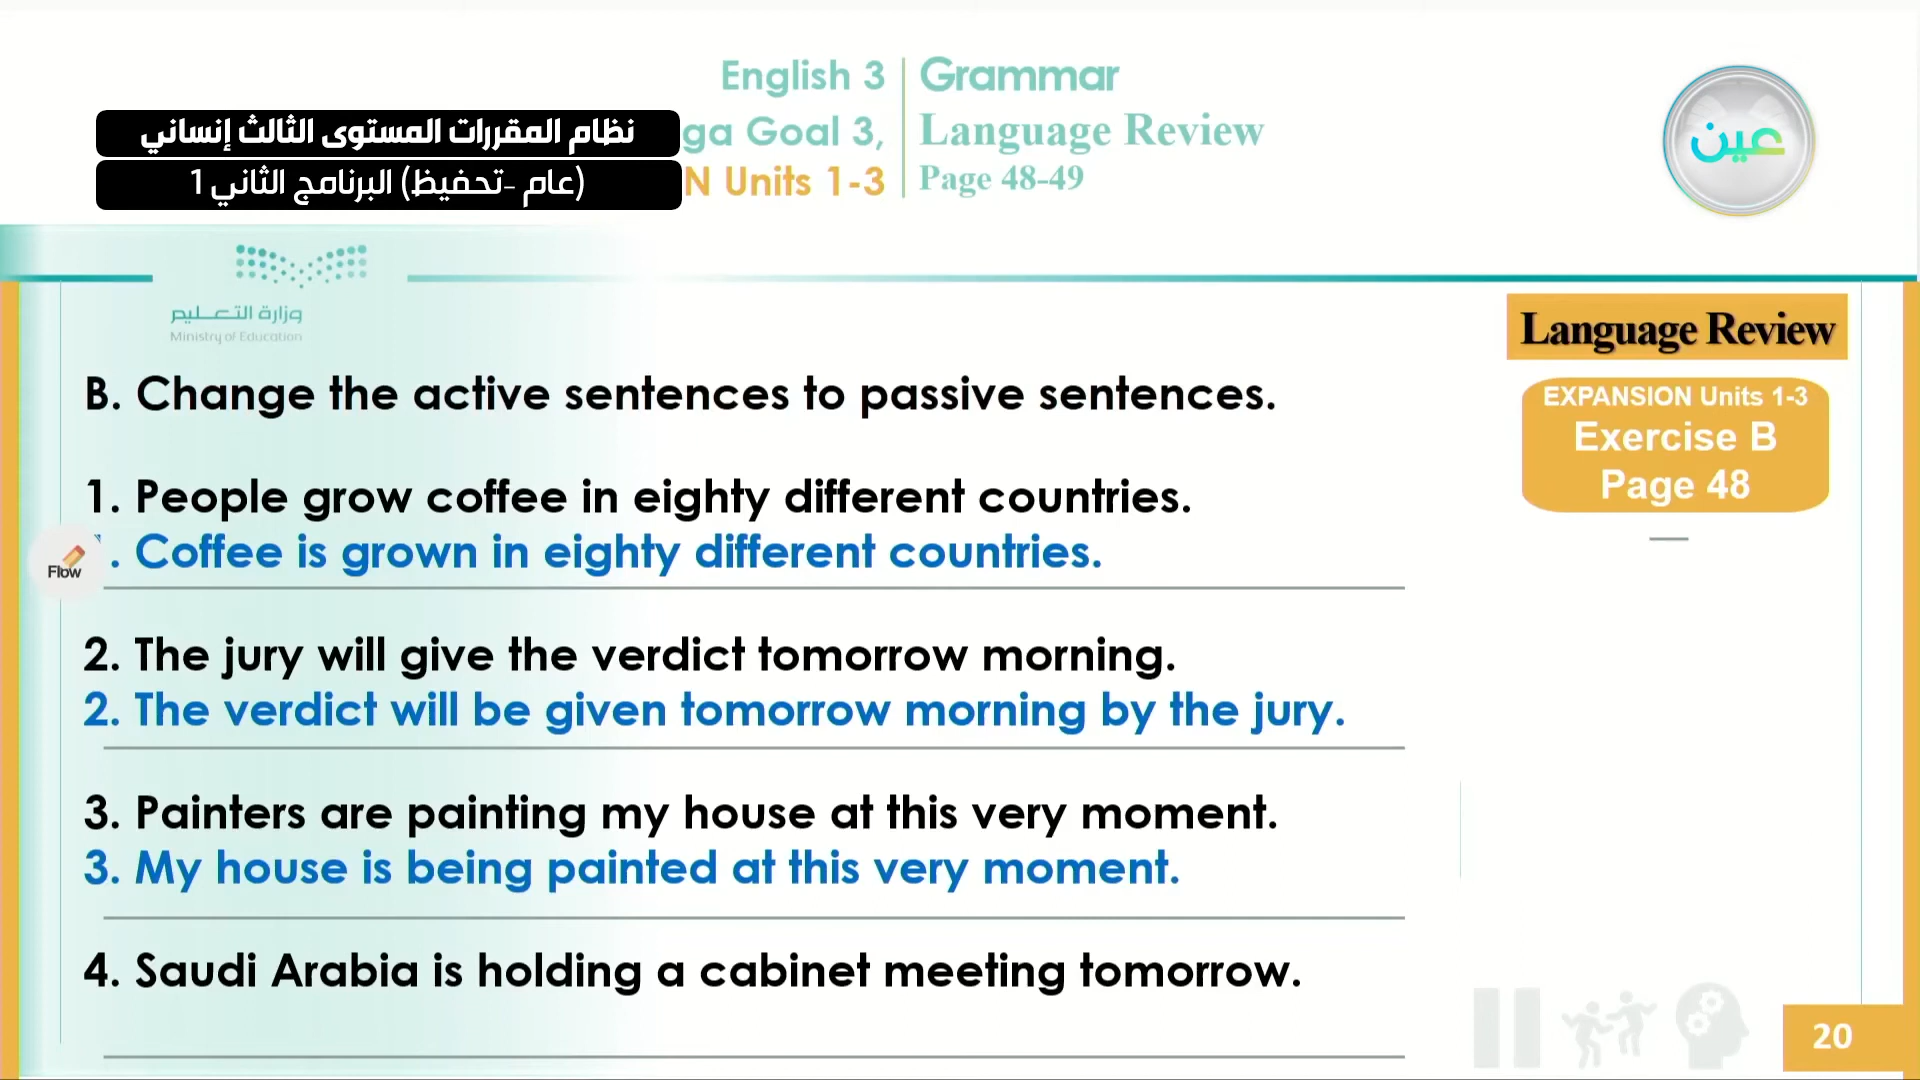 English 3
Grammar
نظام المقررات المستوى الثالث إنساني
ga Goal 3,
Language Review
(عام -تحفيظ) البرنامج الثاني 1
N Units 1-3
Page 48-49
عين
وزارة التعليم
Ministry of Education
Language Review
EXPANSION Units 1-3
Exercise B
Page 48
B. Change the active sentences to passive sentences.
1. People grow coffee in eighty different countries.
. Coffee is grown in eighty different countries.
Flow
2. The jury will give the verdict tomorrow morning.
2. The verdict will be given tomorrow morning by the jury.
3. Painters are painting my house at this very moment.
3. My house is being painted at this very moment.
4. Saudi Arabia is holding a cabinet meeting tomorrow.
20